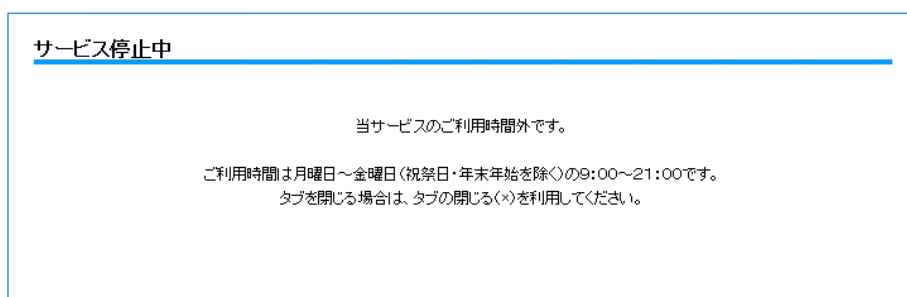 サービス停止中
当サービスのご利用時間外です。
ご利用時間は月曜日～金曜日(祝祭日・年末年始を除く)の9:00～21:00です。
タブを閉じる場合は、タブの閉じる(×)を利用してください。